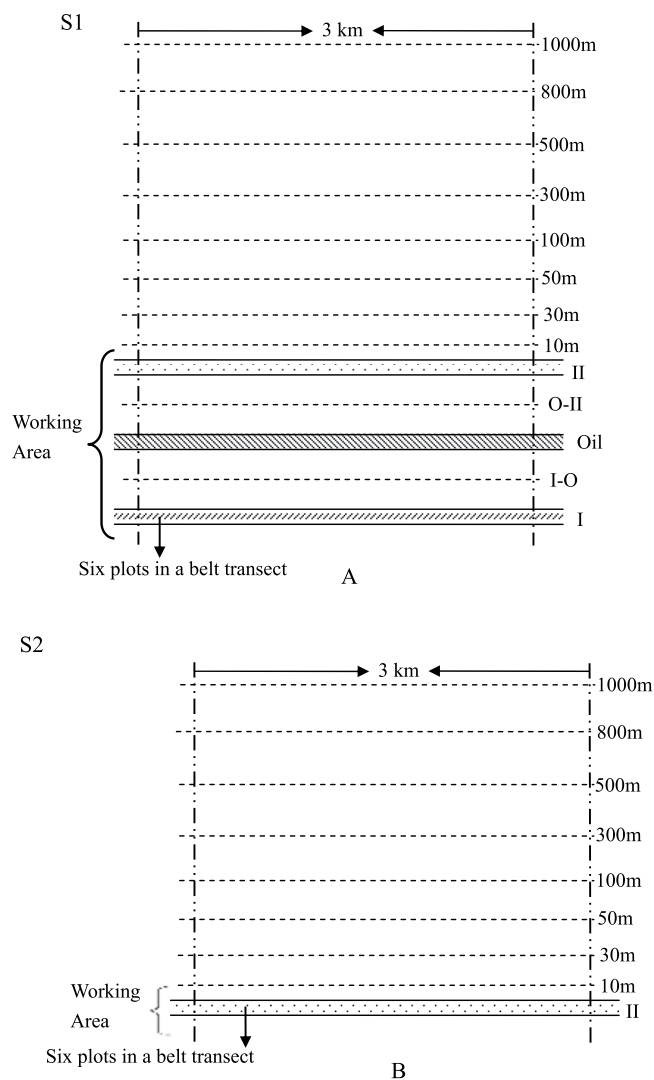 S1
3 km
1000m
800m
500m
300m
100m
50m
30m
10m
II
O-II
Working
Area
Oil
I-O
I
Six plots in a belt transect
A
S2
3 km
1000m
800m
500m
300m
100m
50m
30m
10m
Working
Area
II
Six plots in a belt transect
B